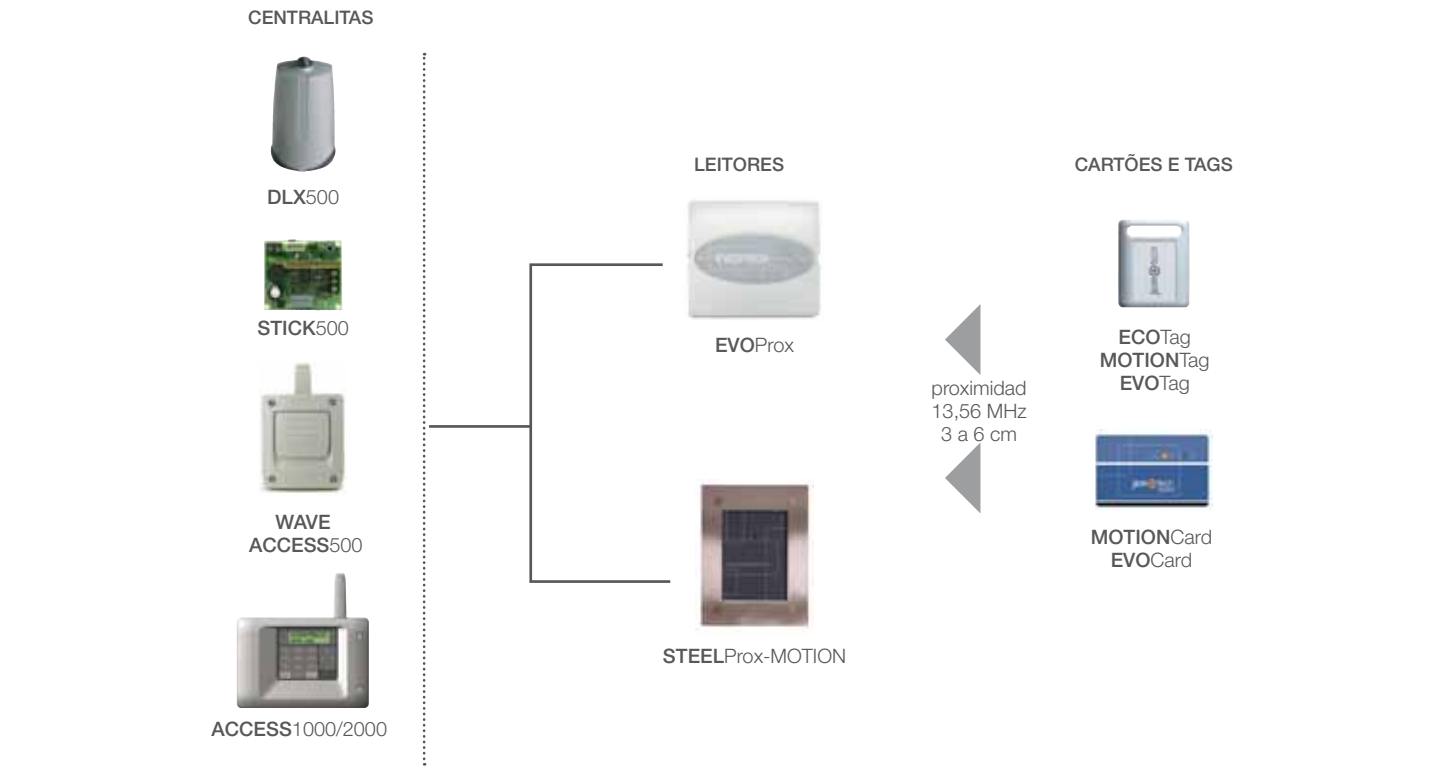 CENTRALITAS
DLX500
STICK500
WAVE
ACCESS500
ACCESS1000/2000
LEITORES
EVOProx
STEELProx-MOTION
proximidad
13,56 MHz
3 a 6 cm
CARTÕES E TAGS
ECOTag
MOTIONTag
EVOTag
MOTIONCard
EVOCard